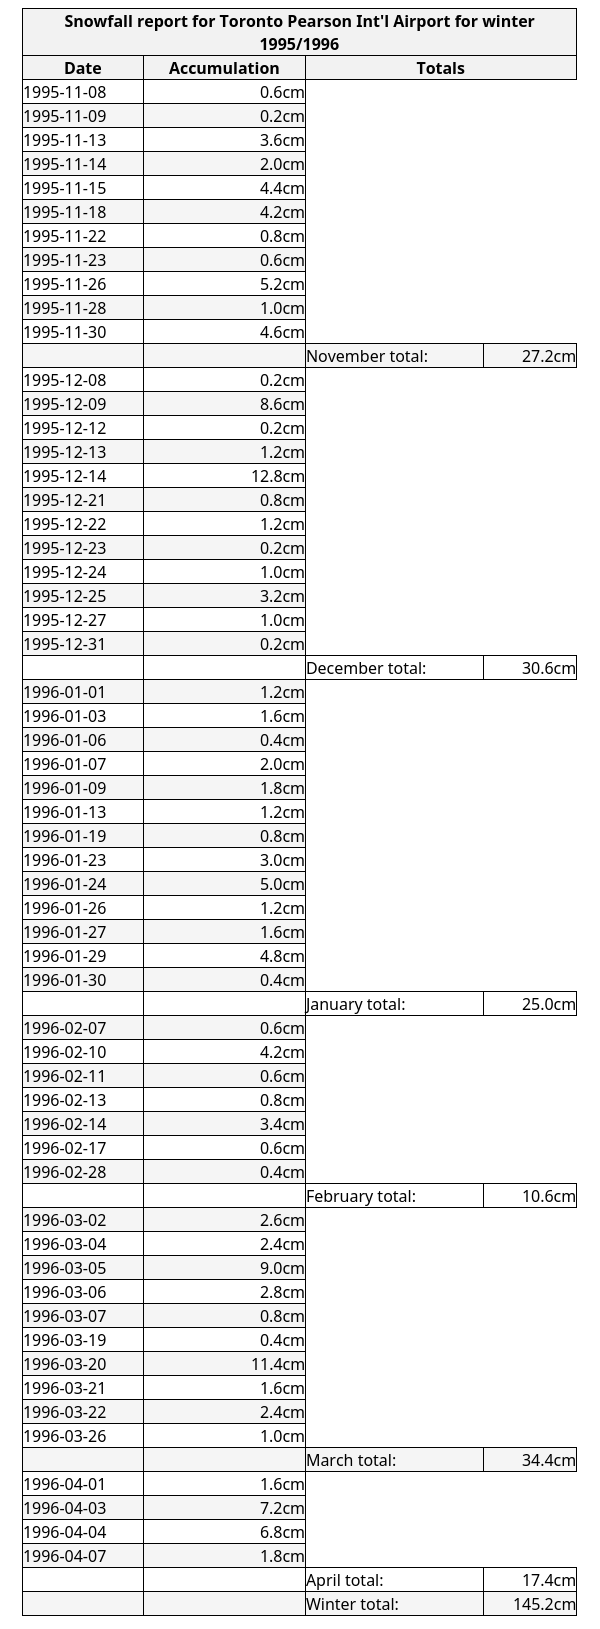 Snowfall report for Toronto Pearson Int'l Airport for winter
1995/1996
Date Accumulation Totals
1995-11-08 0.6cm
1995-11-09 0.2cm
1995-11-13 3.6cm
1995-11-14 2.0cm
1995-11-15 4.4cm
1995-11-18 4.2cm
1995-11-22 0.8cm
1995-11-23 0.6cm
1995-11-26 5.2cm
1995-11-28 1.0cm
1995-11-30 4.6cm
November total: 27.2cm
1995-12-08 0.2cm
1995-12-09 8.6cm
1995-12-12 0.2cm
1995-12-13 1.2cm
1995-12-14 12.8cm
1995-12-21 0.8cm
1995-12-22 1.2cm
1995-12-23 0.2cm
1995-12-24 1.0cm
1995-12-25 3.2cm
1995-12-27 1.0cm
1995-12-31 0.2cm
December total: 30.6cm
1996-01-01 1.2cm
1996-01-03 1.6cm
1996-01-06 0.4cm
1996-01-07 2.0cm
1996-01-09 1.8cm
1996-01-13 1.2cm
1996-01-19 0.8cm
1996-01-23 3.0cm
1996-01-24 5.0cm
1996-01-26 1.2cm
1996-01-27 1.6cm
1996-01-29 4.8cm
1996-01-30 0.4cm
January total: 25.0cm
1996-02-07 0.6cm
1996-02-10 4.2cm
1996-02-11 0.6cm
1996-02-13 0.8cm
1996-02-14 3.4cm
1996-02-17 0.6cm
1996-02-28 0.4cm
February total: 10.6cm
1996-03-02 2.6cm
1996-03-04 2.4cm
1996-03-05 9.0cm
1996-03-06 2.8cm
1996-03-07 0.8cm
1996-03-19 0.4cm
1996-03-20 11.4cm
1996-03-21 1.6cm
1996-03-22 2.4cm
1996-03-26 1.0cm
March total: 34.4cm
1996-04-01 1.6cm
1996-04-03 7.2cm
1996-04-04 6.8cm
1996-04-07 1.8cm
April total: 17.4cm
Winter total: 145.2cm